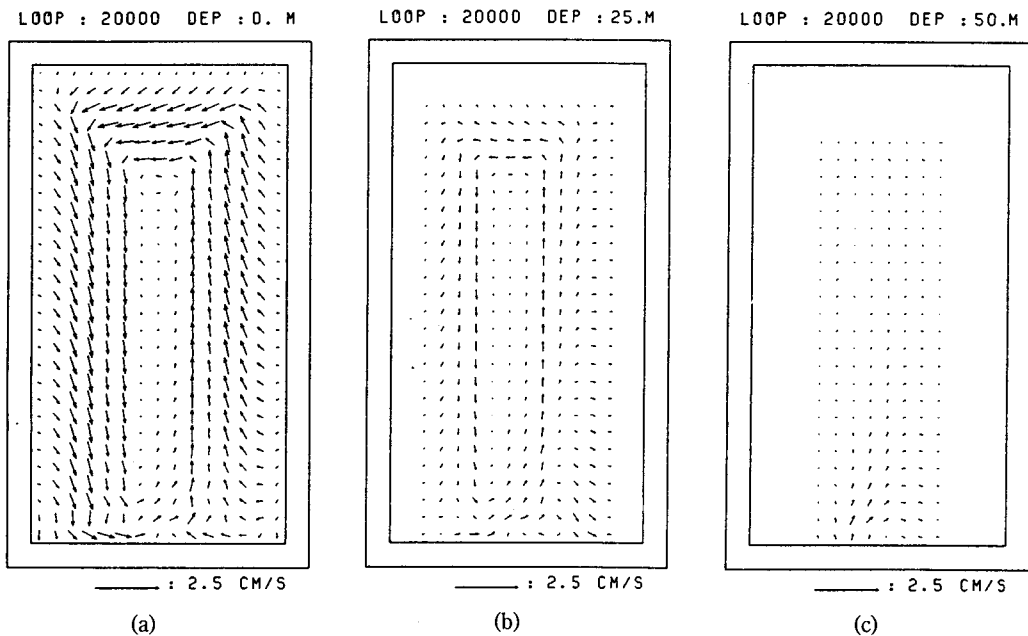 LOOP : 20000 DEP : 0. M
LOOP : 20000 DEP : 25.M
LOOP : 20000 DEP : 50.M
: 2.5 CM/S
: 2.5 CM/S
: 2.5 CM/S
(a)
(b)
(c)